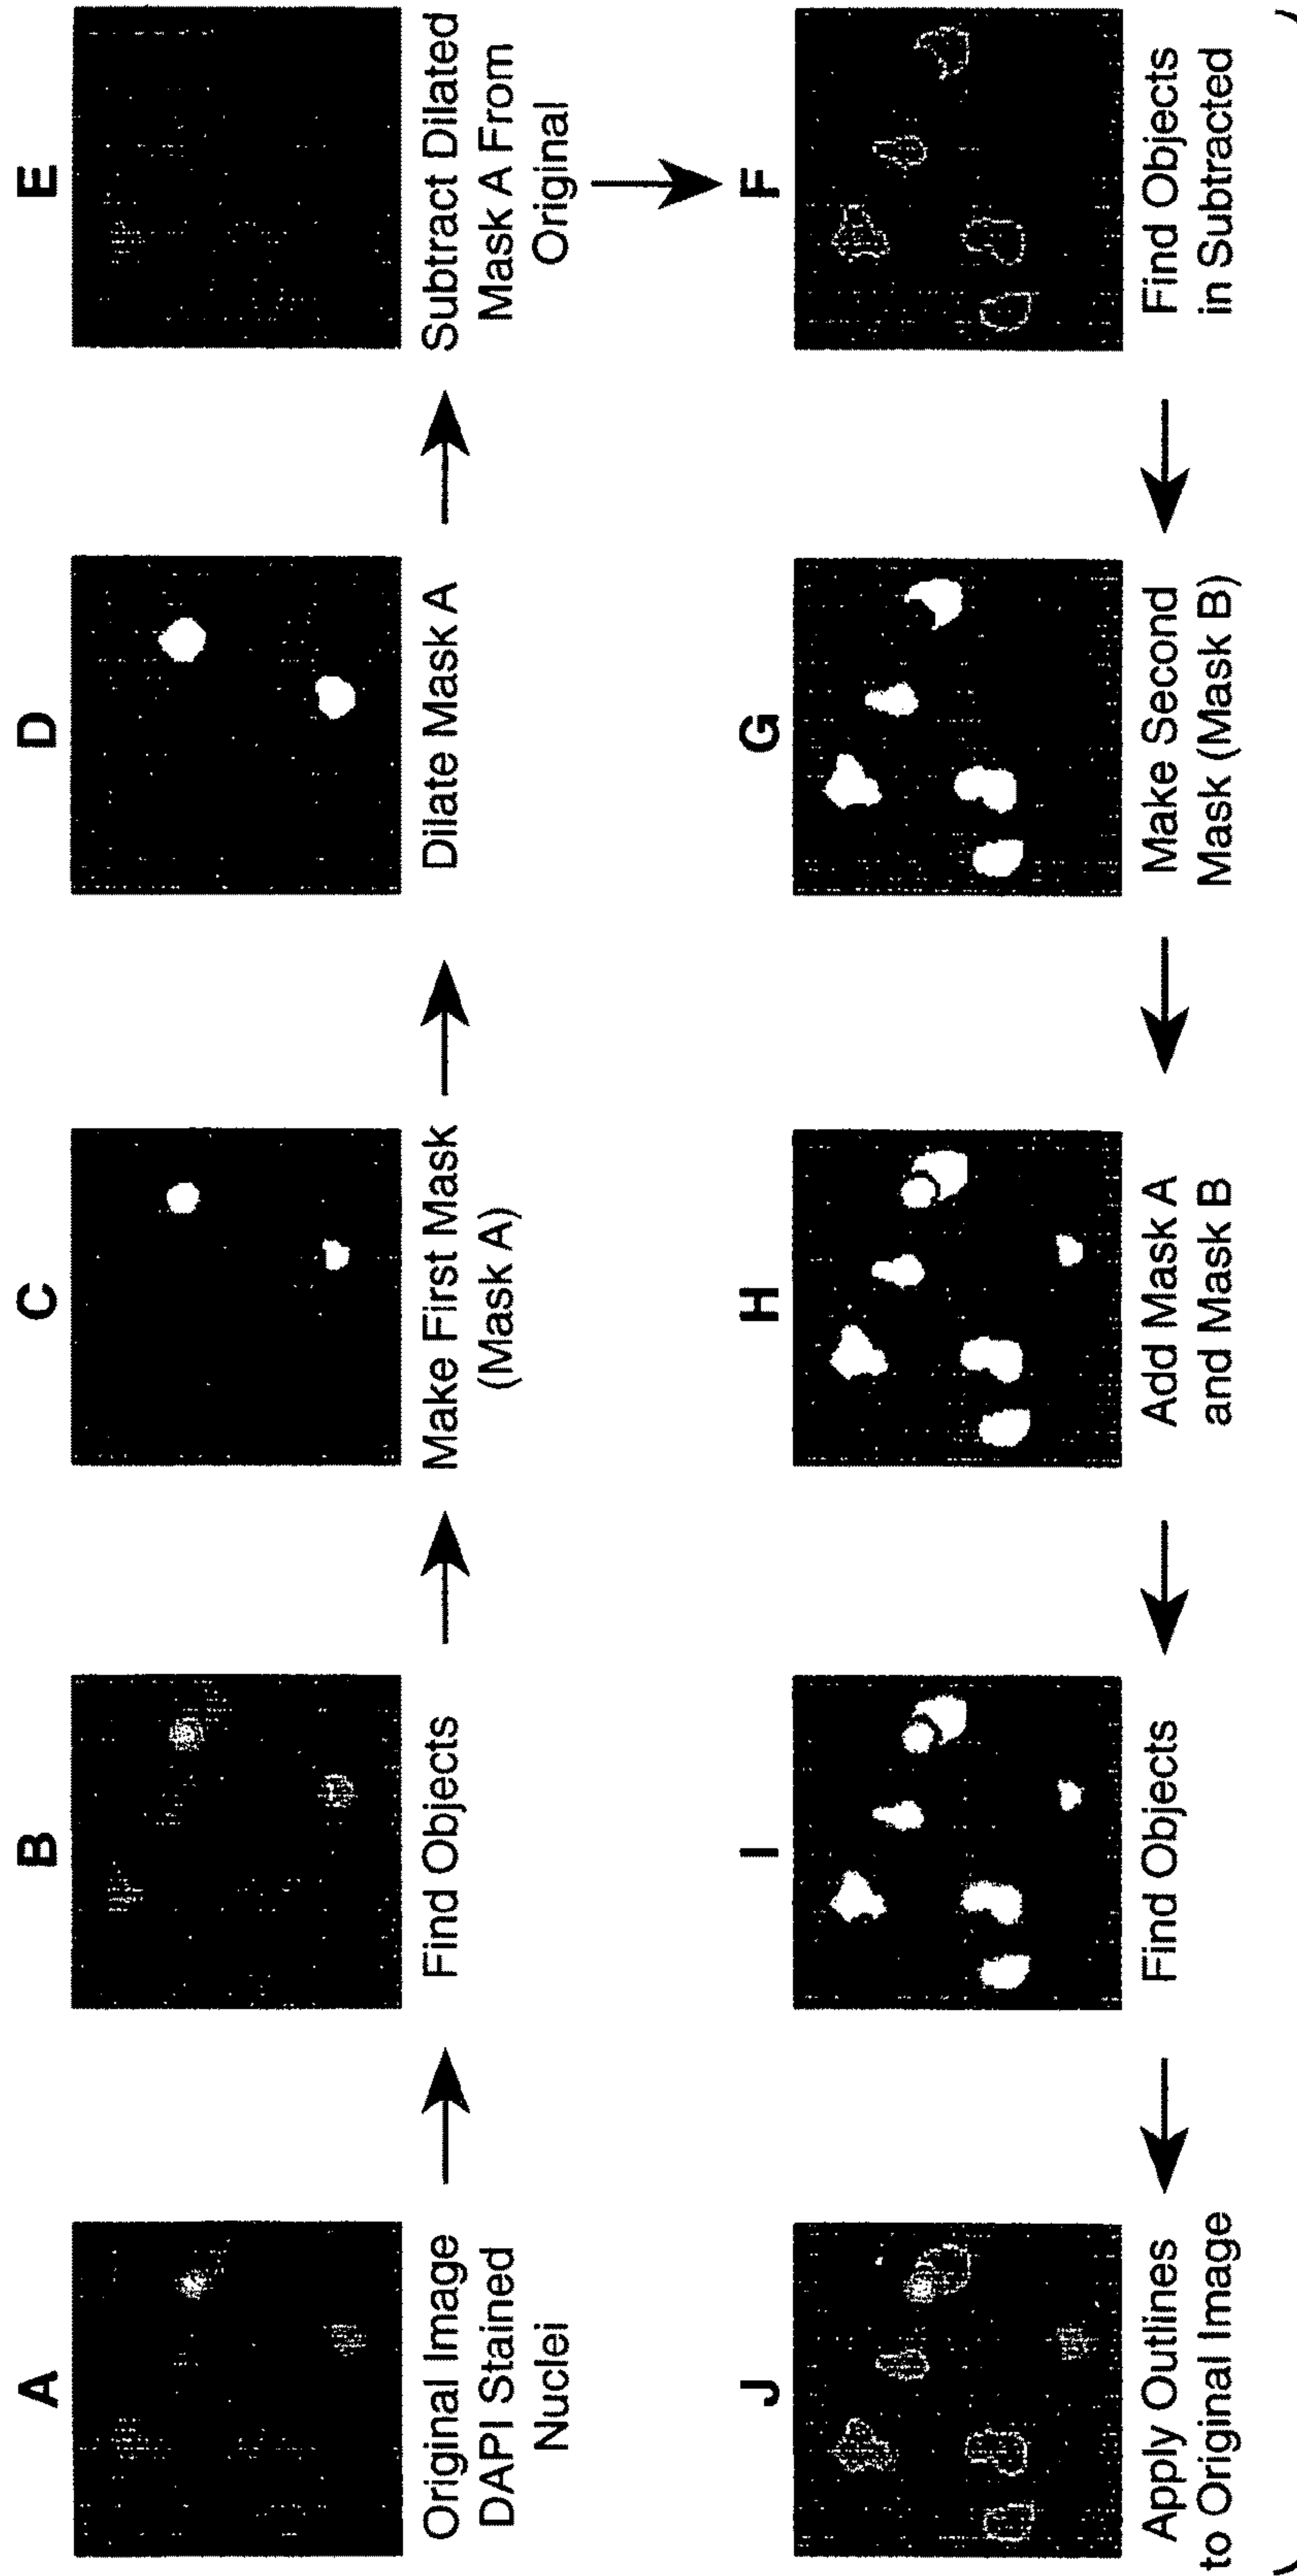 A
Original Image
DAPI Stained
Nuclei
B
Find Objects
C
Make First Mask
(Mask A)
D
Dilate Mask A
E
Subtract Dilated
Mask A From
Original
F
Find Objects
in Subtracted
G
Make Second
Mask (Mask B)
H
Add Mask A
and Mask B
I
Find Objects
J
Apply Outlines
to Original Image